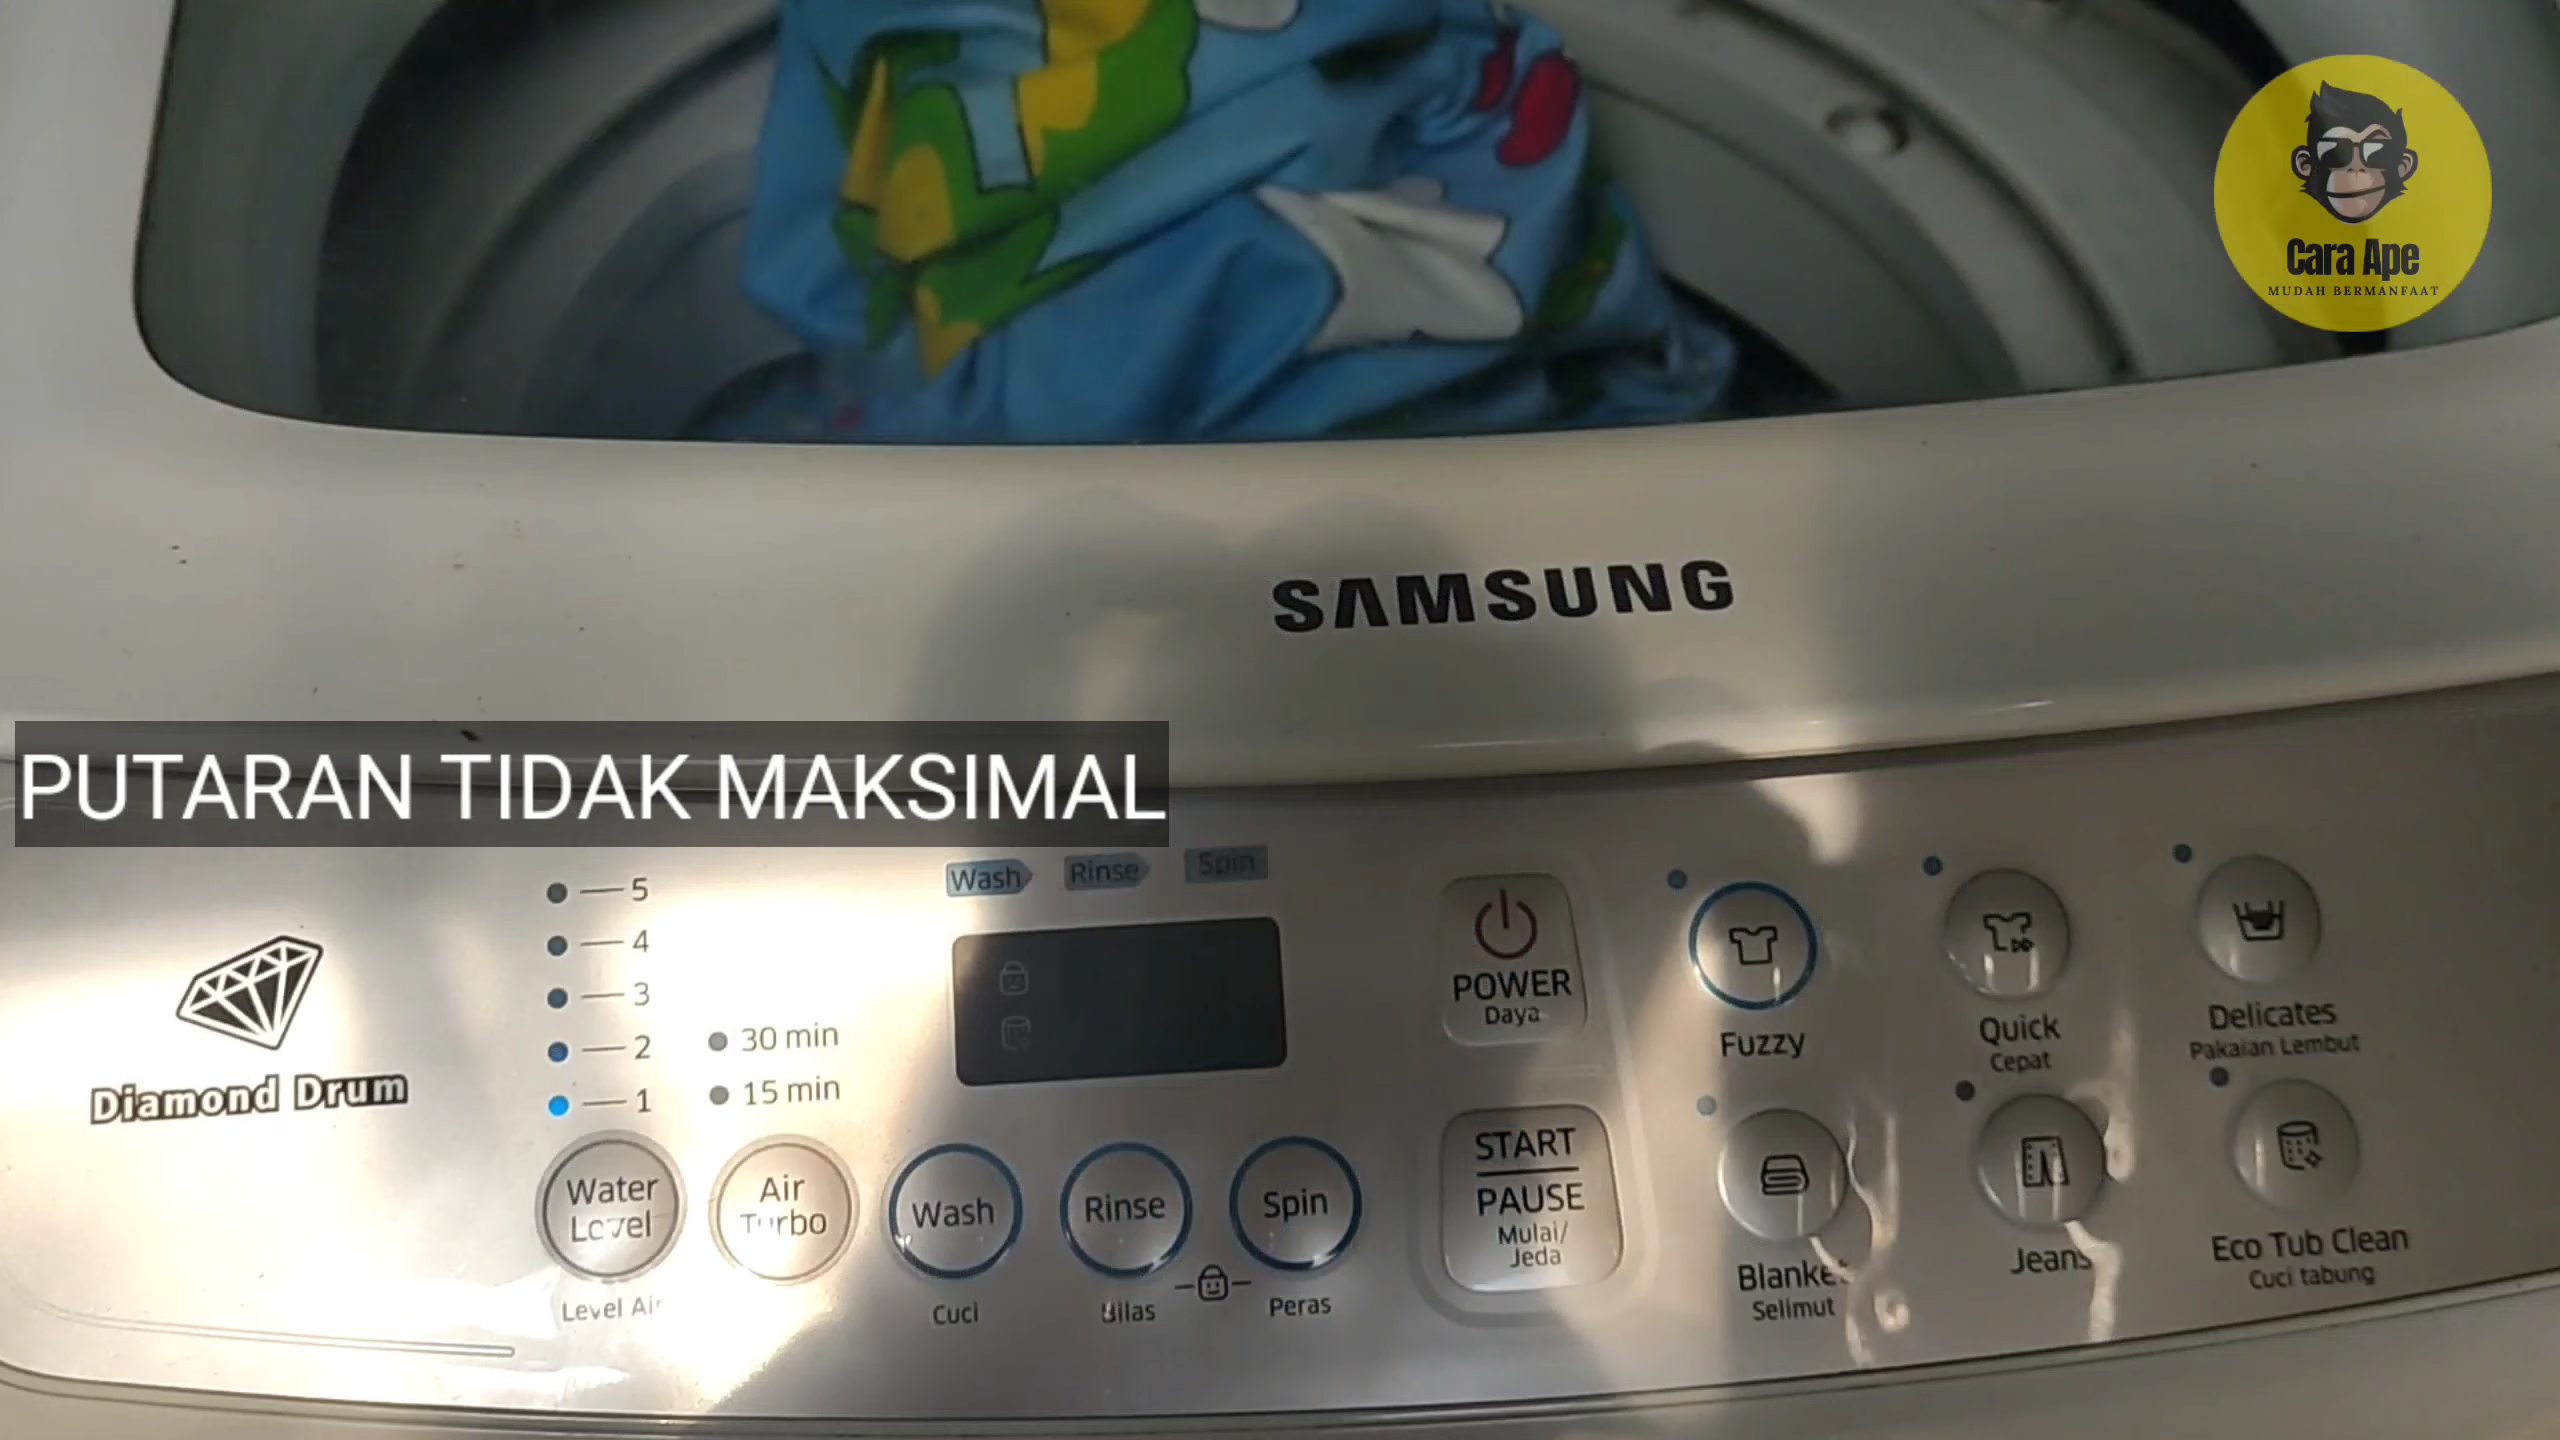 Cara Ape
MUDAH BERMANFAAT
SAMSUNG
PUTARAN TIDAK MAKSIMAL
Wash Rinse Spin
5
4
3
2
1
30 min
15 min
Diamond Drum
Water
Level
Level Air
Air
Turbo
Wash
Cuci
Rinse
Bilas
Spin
Peras
POWER
Daya
START
PAUSE
Mulai/
Jeda
Fuzzy
Quick
Cepat
Delicates
Pakaian Lembut
Blanket
Selimut
Jeans
Eco Tub Clean
Cuci tabung